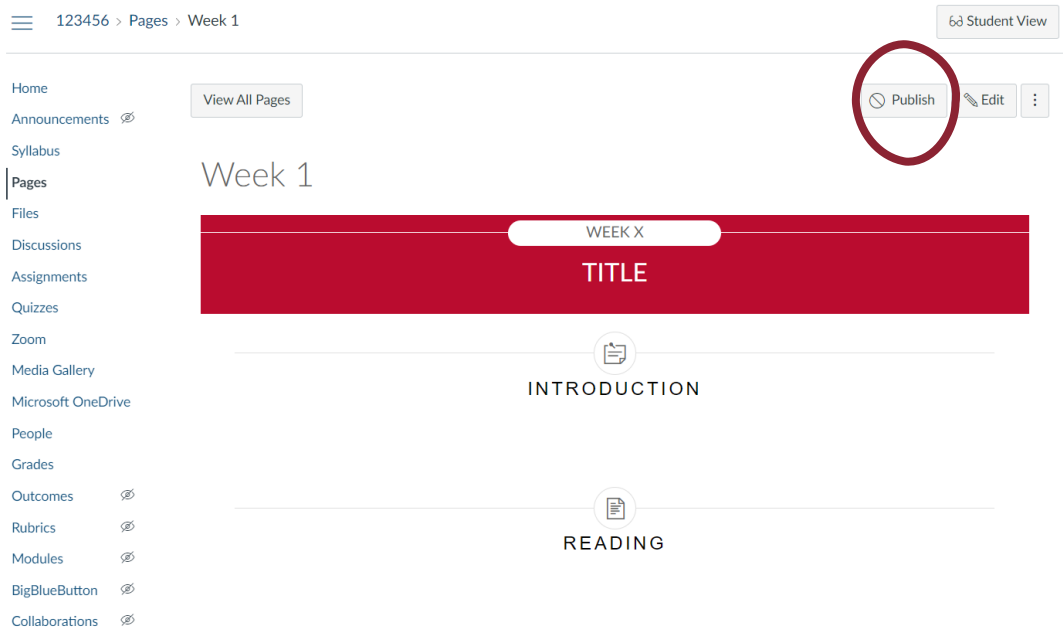 123456 > Pages > Week 1
Student View
Home
Announcements
Syllabus
Pages
Files
Discussions
Assignments
Quizzes
Zoom
Media Gallery
Microsoft OneDrive
People
Grades
Outcomes
Rubrics
Modules
BigBlueButton
Collaborations
View All Pages
Publish
Edit
Week 1
WEEK X
TITLE
INTRODUCTION
READING